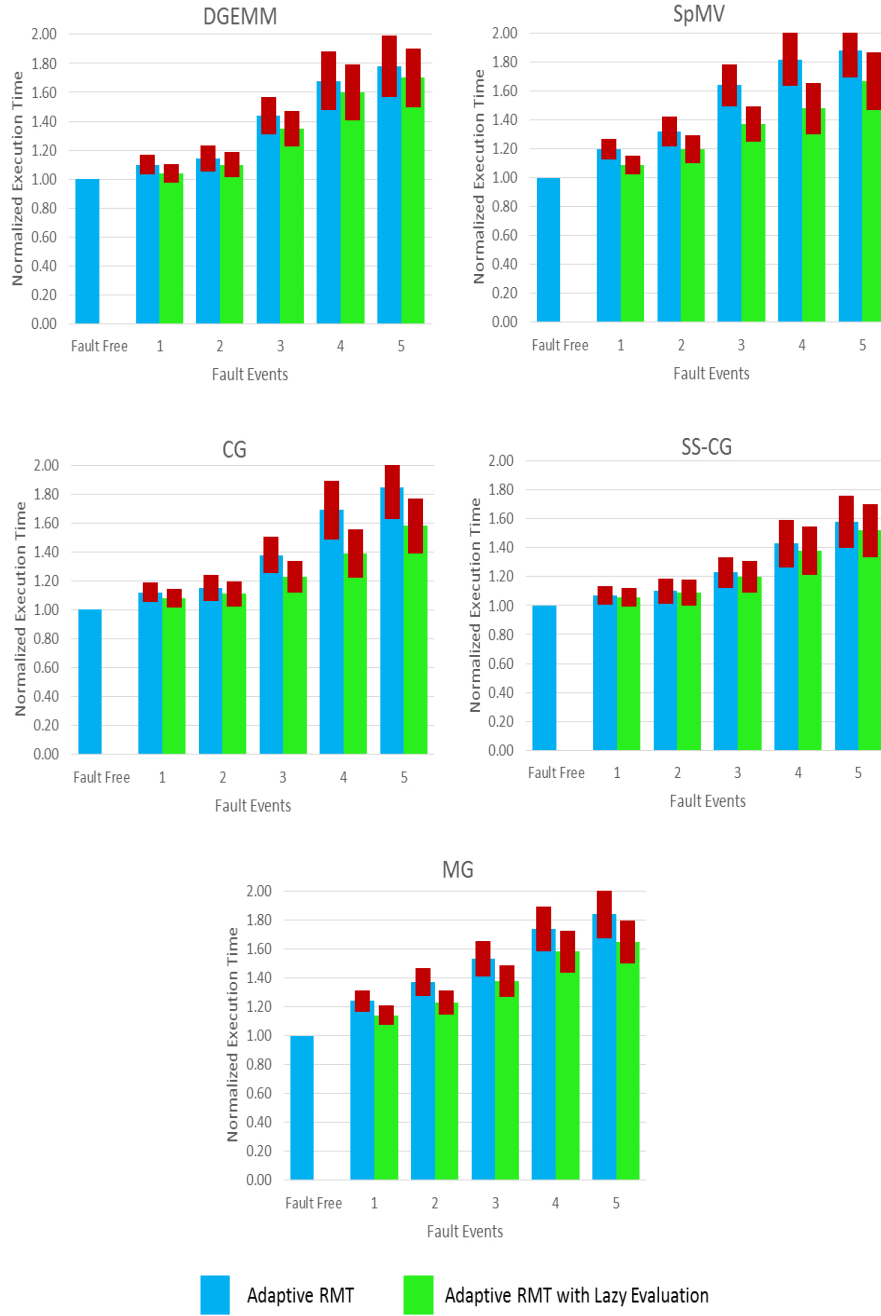 DGEMM
Normalized Execution Time
2.00
1.80
1.60
1.40
1.20
1.00
0.80
0.60
0.40
0.20
0.00
Fault Free 1 2 3 4 5
Fault Events
SpMV
Normalized Execution Time
2.00
1.80
1.60
1.40
1.20
1.00
0.80
0.60
0.40
0.20
0.00
Fault Free 1 2 3 4 5
Fault Events
CG
Normalized Execution Time
2.00
1.80
1.60
1.40
1.20
1.00
0.80
0.60
0.40
0.20
0.00
Fault Free 1 2 3 4 5
Fault Events
SS-CG
Normalized Execution Time
2.00
1.80
1.60
1.40
1.20
1.00
0.80
0.60
0.40
0.20
0.00
Fault Free 1 2 3 4 5
Fault Events
MG
Normalized Execution Time
2.00
1.80
1.60
1.40
1.20
1.00
0.80
0.60
0.40
0.20
0.00
Fault Free 1 2 3 4 5
Fault Events
Adaptive RMT
Adaptive RMT with Lazy Evaluation